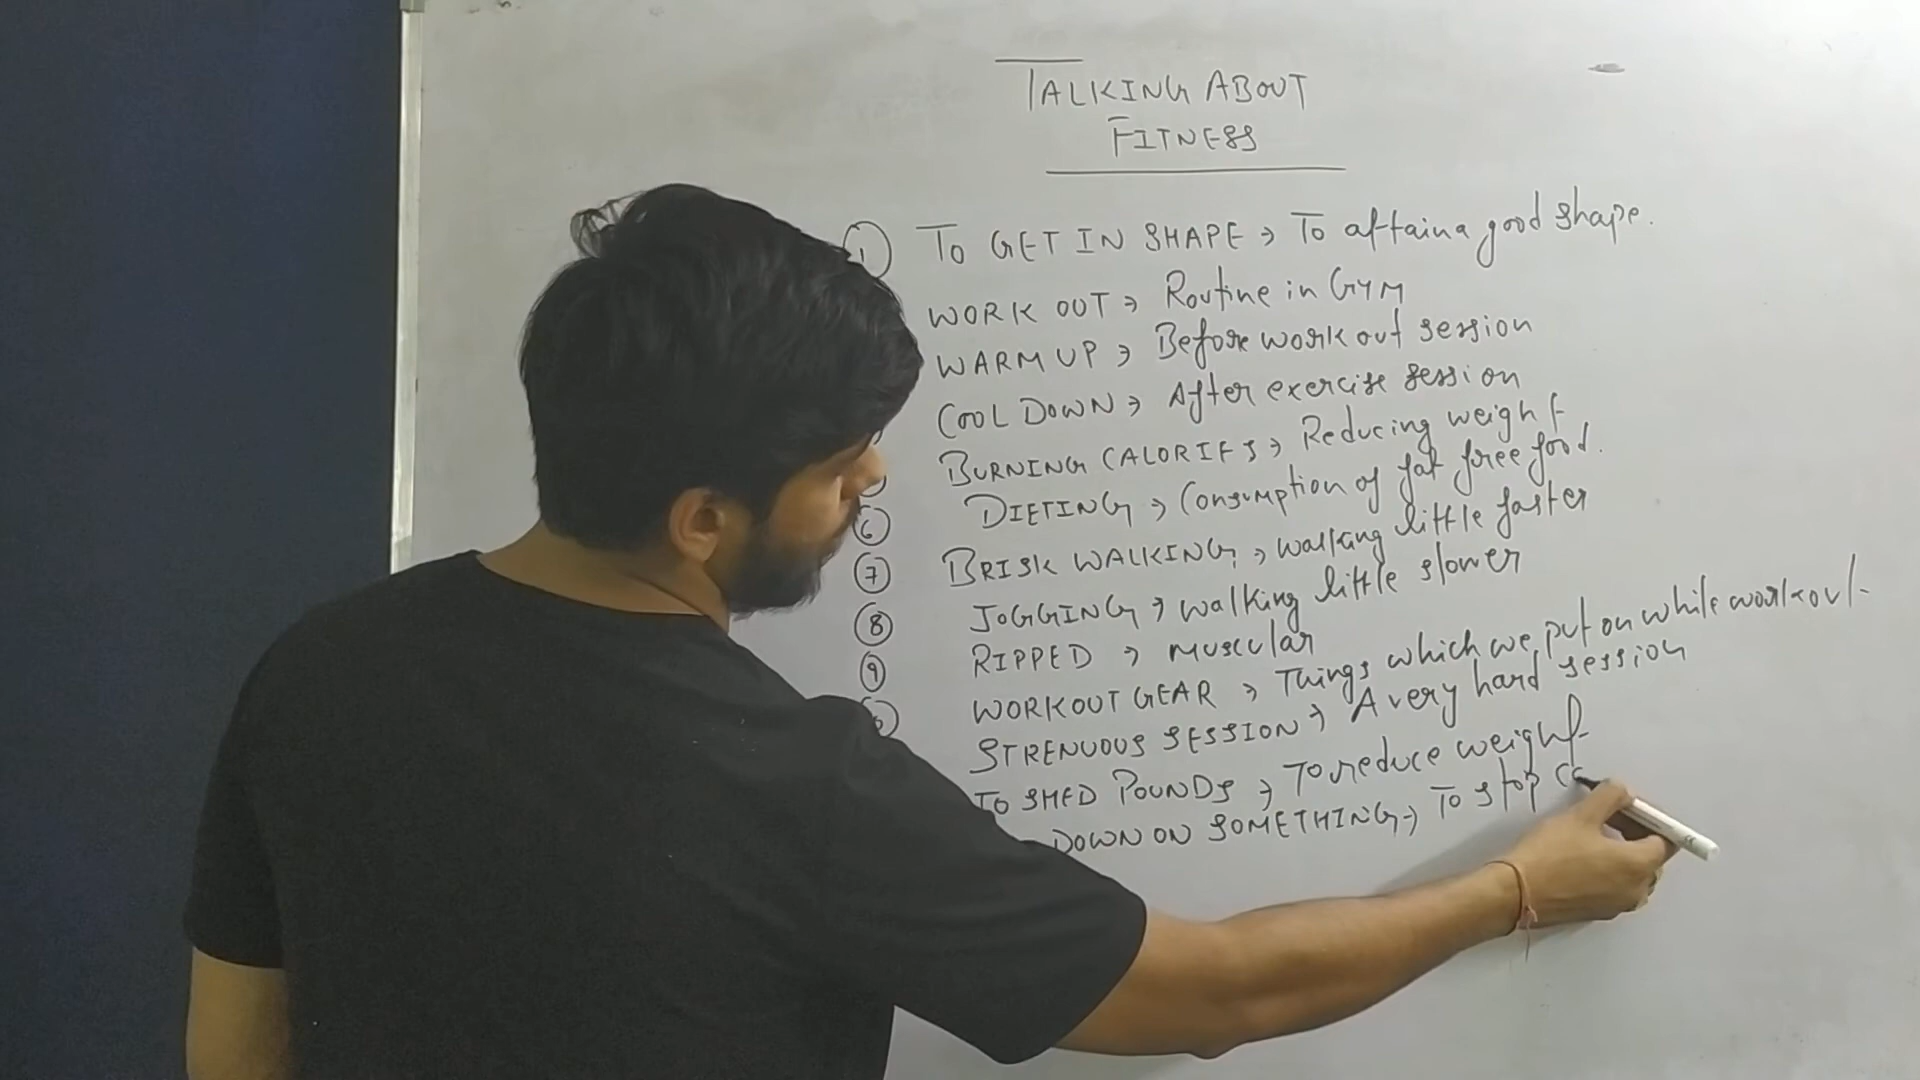 TALKING ABOUT
FITNESS
① TO GET IN SHAPE → To attain a good shape.
WORK OUT → Routine in GYM
WARM UP → Before work out session
COOL DOWN → After exercise session
BURNING CALORIES → Reducing weight
⑥ DIETING → Consumption of fat free food.
⑦ BRISK WALKING → walking little faster
⑧ JOGGING → walking little slower
⑨ RIPPED → Muscular
WORKOUT GEAR → Things which we put on while workout.
STRENUOUS SESSION → A very hard session
TO SHED POUNDS → To reduce weight
DOWN ON SOMETHING → To stop